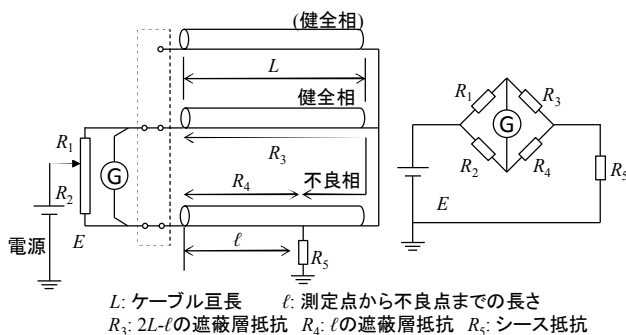 (健全相)
L
健全相
R₁
R₃
G
R₄
不良相
R₂
電源
E
ℓ
R₅
R₁
R₃
G
R₂
R₄
R₅
E
L: ケーブル亘長 ℓ: 測定点から不良点までの長さ
R₃: 2L-ℓの遮蔽層抵抗 R₄: ℓの遮蔽層抵抗 R₅: シース抵抗